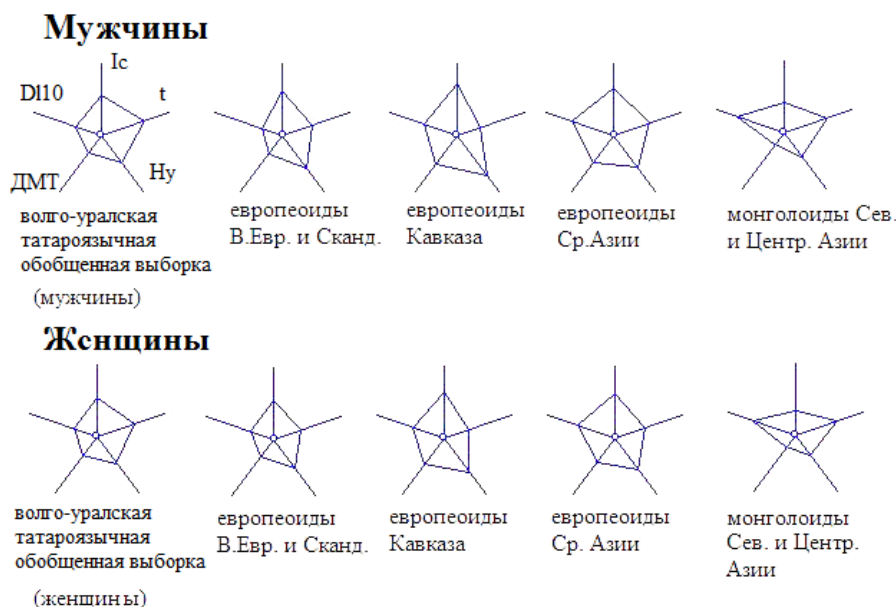 Мужчины
Ic
Dl10
t
ДМТ
Hy
волго-уралская
татароязычная
обобщенная выборка
(мужчины)
европеоиды
В.Евр. и Сканд.
европеоиды
Кавказа
европеоиды
Ср.Азии
монголоиды Сев.
и Центр. Азии
Женщины
волго-уралская
татароязычная
обобщенная выборка
(женщины)
европеоиды
В.Евр. и Сканд.
европеоиды
Кавказа
европеоиды
Ср. Азии
монголоиды
Сев. и Центр.
Азии